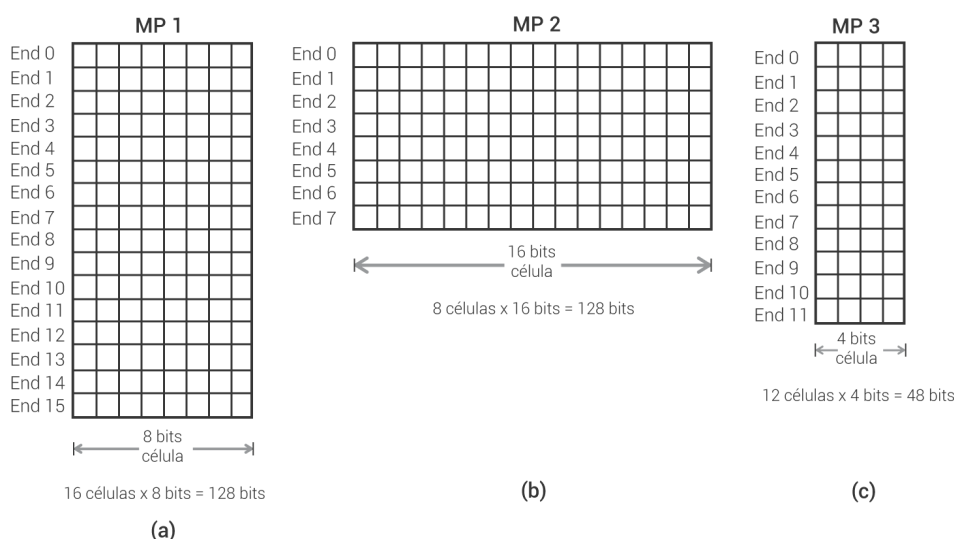 MP 1
End 0
End 1
End 2
End 3
End 4
End 5
End 6
End 7
End 8
End 9
End 10
End 11
End 12
End 13
End 14
End 15
8 bits
célula
16 células x 8 bits = 128 bits
(a)
MP 2
End 0
End 1
End 2
End 3
End 4
End 5
End 6
End 7
16 bits
célula
8 células x 16 bits = 128 bits
(b)
MP 3
End 0
End 1
End 2
End 3
End 4
End 5
End 6
End 7
End 8
End 9
End 10
End 11
4 bits
célula
12 células x 4 bits = 48 bits
(c)